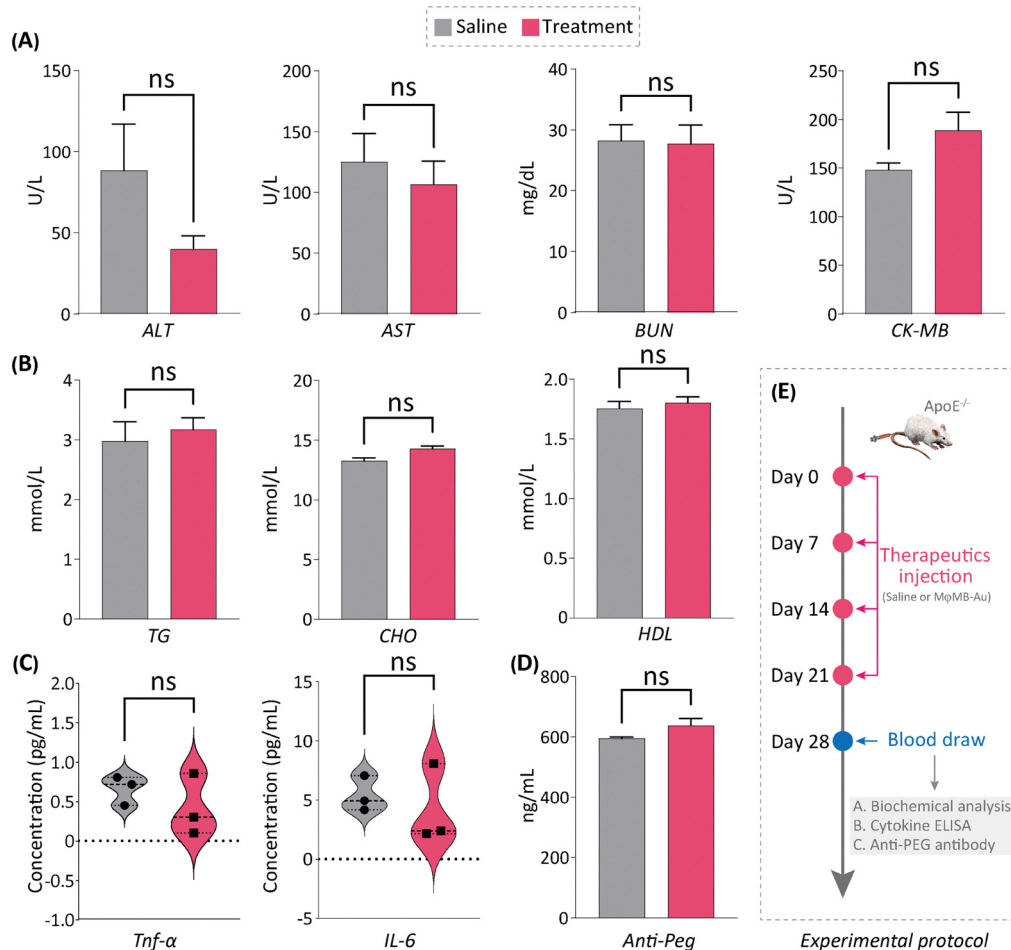 Saline Treatment
(A)
ns
150
100
50
0
U/L
ALT
ns
200
150
100
50
0
U/L
AST
ns
40
30
20
10
0
mg/dL
BUN
ns
250
200
150
100
50
0
U/L
CK-MB
(B)
ns
4
3
2
1
0
mmol/L
TG
ns
20
15
10
5
0
mmol/L
CHO
ns
2.0
1.5
1.0
0.5
0
mmol/L
HDL
(C)
ns
2.0
1.5
1.0
0.5
0
-0.5
-1.0
Concentration (pg/mL)
Tnf-α
ns
15
10
5
0
-5
Concentration (pg/mL)
IL-6
(D)
ns
800
600
400
200
0
ng/mL
Anti-Peg
(E)
ApoE-/-
Day 0
Day 7
Therapeutics
injection
(Saline or MφMB-Au)
Day 14
Day 21
Day 28
Blood draw
A. Biochemical analysis
B. Cytokine ELISA
C. Anti-PEG antibody
Experimental protocol